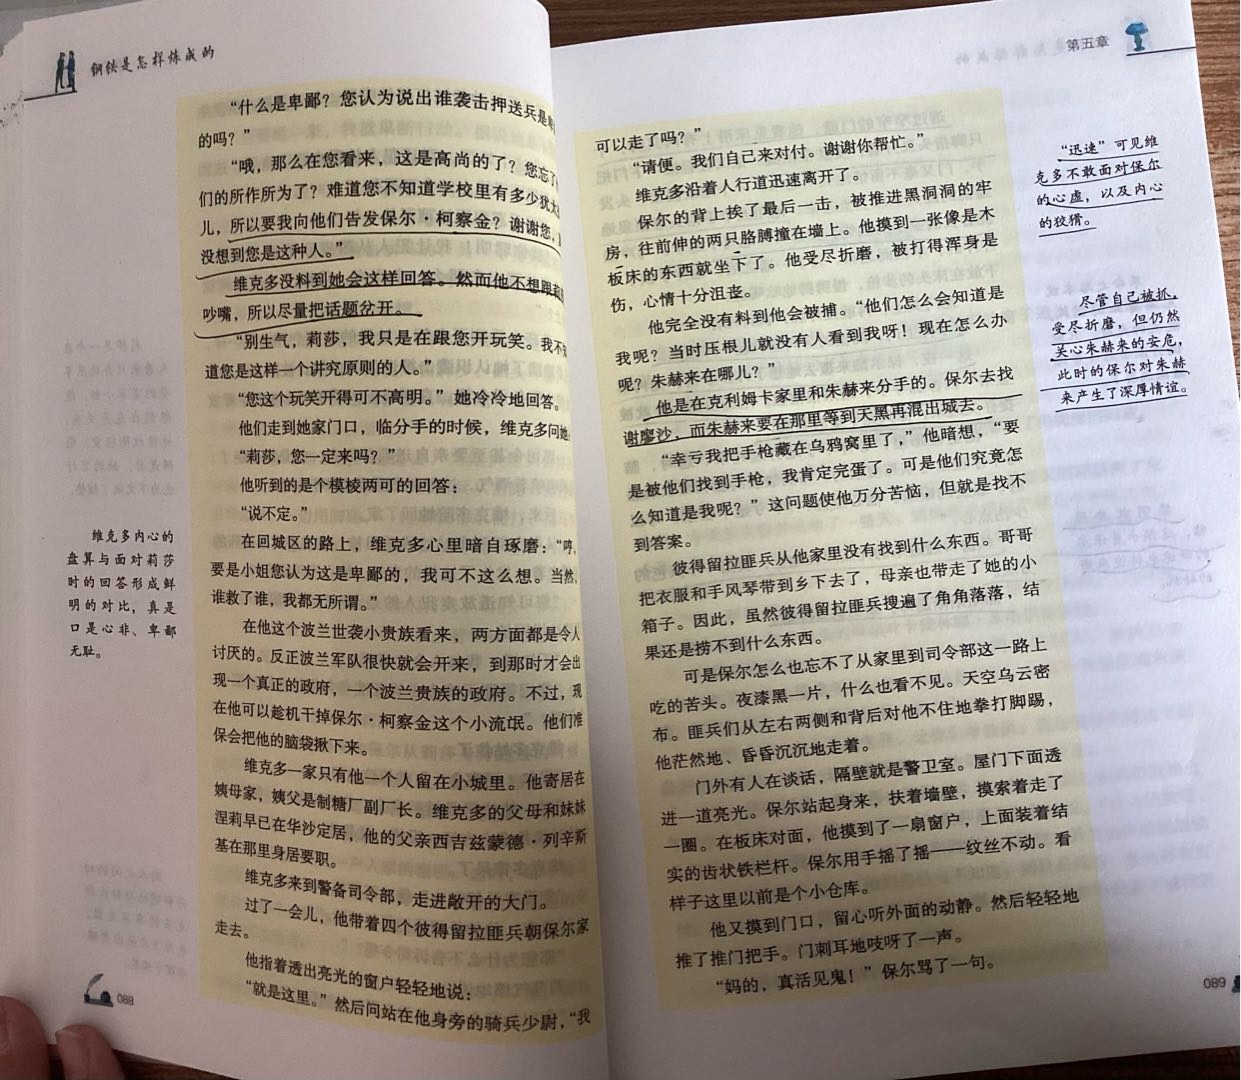 钢铁是怎样炼成的
“什么是卑鄙？您认为说出谁袭击押送兵是卑
的吗？”
“哦，那么在您看来，这是高尚的了？您忘了
们的所作所为了？难道您不知道学校里有多少犹太
儿，所以要我向他们告发保尔·柯察金？谢谢您，
没想到您是这种人。”
维克多没料到她会这样回答。然而他不想跟莉
吵嘴，所以尽量把话题岔开。
“别生气，莉莎，我只是在跟您开玩笑。我不
道您是这样一个讲究原则的人。”
“您这个玩笑开得可不高明。”她冷冷地回答。
他们走到她家门口，临分手的时候，维克多问她：
“莉莎，您一定来吗？”
他听到的是个模棱两可的回答：
“说不定。”
在回城区的路上，维克多心里暗自琢磨：“哼，
要是小姐您认为这是卑鄙的，我可不这么想。当然，
谁救了谁，我都无所谓。”
在他这个波兰世袭小贵族看来，两方面都是令人
讨厌的。反正波兰军队很快就会开来，到那时才会出
现一个真正的政府，一个波兰贵族的政府。不过，现
在他可以趁机干掉保尔·柯察金这个小流氓。他们准
保会把他的脑袋揪下来。
维克多一家只有他一个人留在小城里。他寄居在
姨母家，姨父是制糖厂副厂长。维克多的父母和妹妹
涅莉早已在华沙定居，他的父亲西吉兹蒙德·列辛斯
基在那里身居要职。
维克多来到警备司令部，走进敞开的大门。
过了一会儿，他带着四个彼得留拉匪兵朝保尔家
走去。
他指着透出亮光的窗户轻轻地说：
“就是这里。”然后问站在他身旁的骑兵少尉，“我
维克多内心的
盘算与面对莉莎
时的回答形成鲜
明的对比，真是
口是心非、卑鄙
无耻。
088
第五章
可以走了吗？”
“请便。我们自己来对付。谢谢你帮忙。”
维克多沿着人行道迅速离开了。
保尔的背上挨了最后一击，被推进黑洞洞的牢
房，往前伸的两只胳膊撞在墙上。他摸到一张像是木
板床的东西就坐下了。他受尽折磨，被打得浑身是
伤，心情十分沮丧。
他完全没有料到他会被捕。“他们怎么会知道是
我呢？当时压根儿就没有人看到我呀！现在怎么办
呢？朱赫来在哪儿？”
他是在克利姆卡家里和朱赫来分手的。保尔去找
谢廖沙，而朱赫来要在那里等到天黑再混出城去。
“幸亏我把手枪藏在乌鸦窝里了，”他暗想，“要
是被他们找到手枪，我肯定完蛋了。可是他们究竟怎
么知道是我呢？”这问题使他万分苦恼，但就是找不
到答案。
彼得留拉匪兵从他家里没有找到什么东西。哥哥
把衣服和手风琴带到乡下去了，母亲也带走了她的小
箱子。因此，虽然彼得留拉匪兵搜遍了角角落落，结
果还是捞不到什么东西。
可是保尔怎么也忘不了从家里到司令部这一路上
吃的苦头。夜漆黑一片，什么也看不见。天空乌云密
布。匪兵们从左右两侧和背后对他不住地拳打脚踢，
他茫然地、昏昏沉沉地走着。
门外有人在谈话，隔壁就是警卫室。屋门下面透
进一道亮光。保尔站起身来，扶着墙壁，摸索着走了
一圈。在板床对面，他摸到了一扇窗户，上面装着结
实的齿状铁栏杆。保尔用手摇了摇——纹丝不动。看
样子这里以前是个小仓库。
他又摸到门口，留心听外面的动静。然后轻轻地
推了推门把手。门刺耳地吱呀了一声。
“妈的，真活见鬼！”保尔骂了一句。
“迅速”可见维
克多不敢面对保尔
的心虚，以及内心
的狡猾。
尽管自己被抓，
受尽折磨，但仍然
关心朱赫来的安危，
此时的保尔对朱赫
来产生了深厚情谊。
089